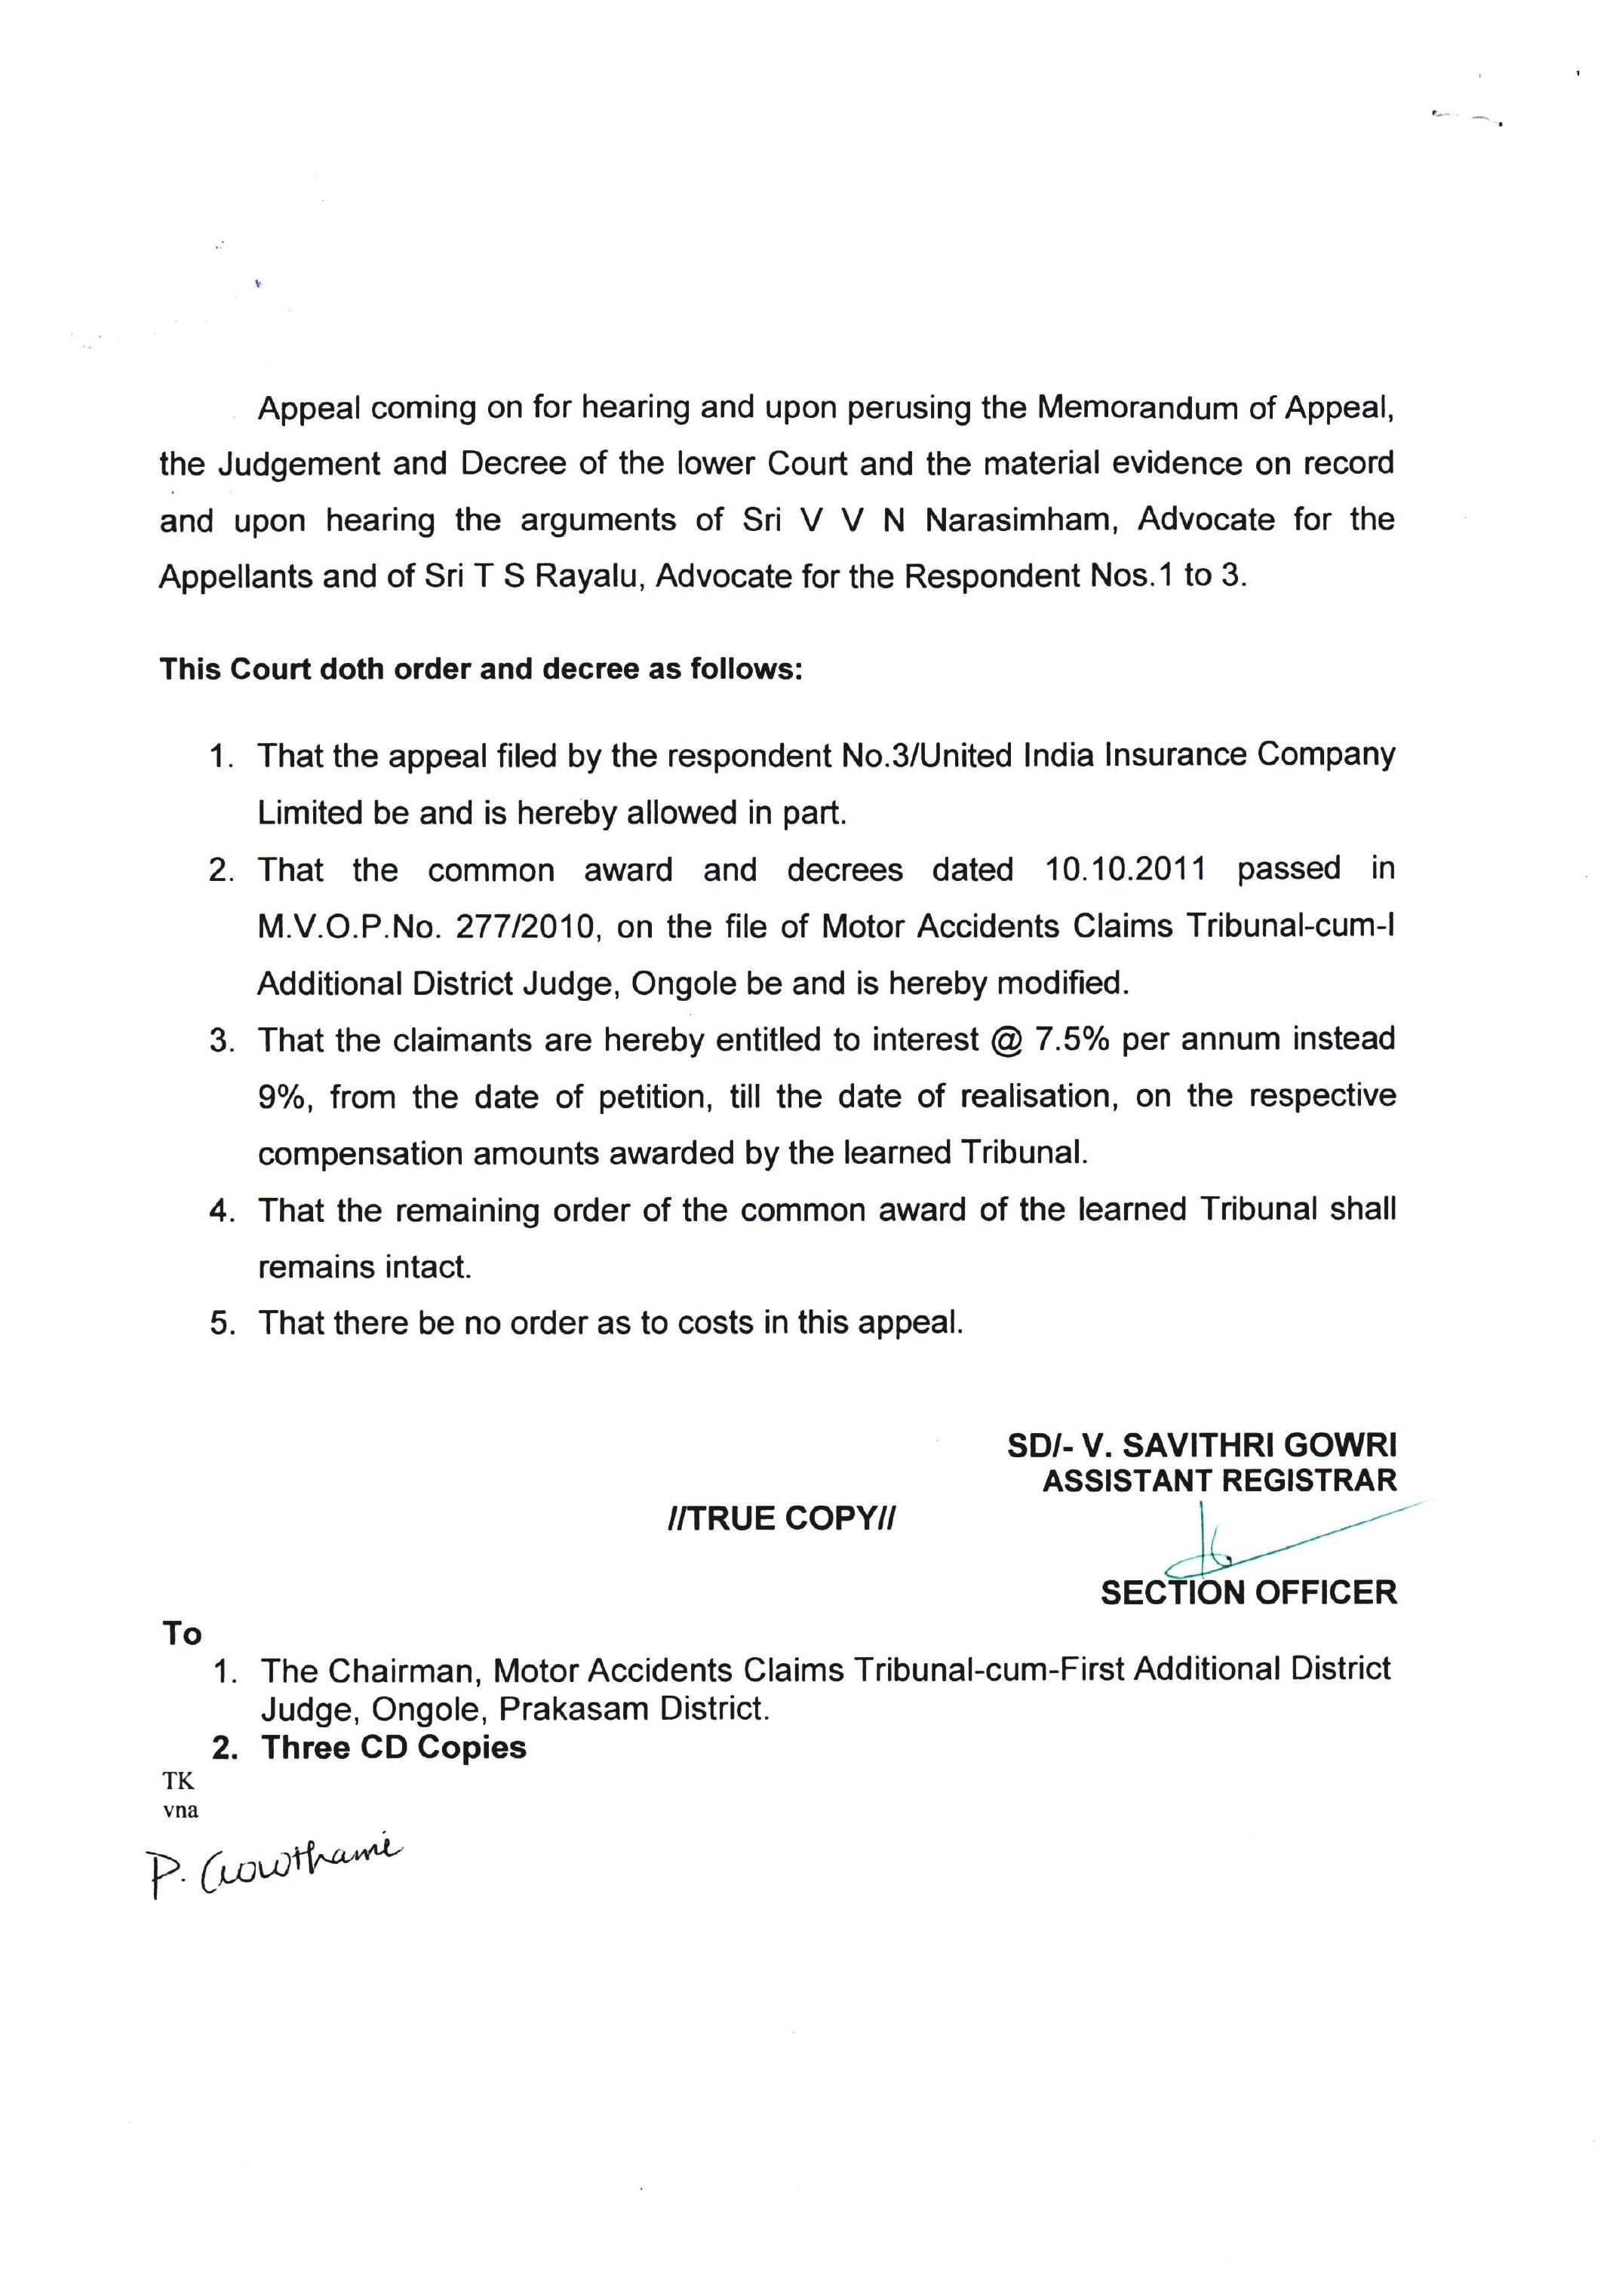 Appeal coming on for hearing and upon perusing the Memorandum of Appeal,
the Judgement and Decree of the lower Court and the material evidence on record
and upon hearing the arguments of Sri V V N Narasimham, Advocate for the
Appellants and of Sri T S Rayalu, Advocate for the Respondent Nos.1 to 3.
This Court doth order and decree as follows:
1. That the appeal filed by the respondent No.3/United India Insurance Company
Limited be and is hereby allowed in part.
2. That the common award and decrees dated 10.10.2011 passed in
M.V.O.P.No. 277/2010, on the file of Motor Accidents Claims Tribunal-cum-I
Additional District Judge, Ongole be and is hereby modified.
3. That the claimants are hereby entitled to interest @ 7.5% per annum instead
9%, from the date of petition, till the date of realisation, on the respective
compensation amounts awarded by the learned Tribunal.
4. That the remaining order of the common award of the learned Tribunal shall
remains intact.
5. That there be no order as to costs in this appeal.
SD/- V. SAVITHRI GOWRI
ASSISTANT REGISTRAR
//TRUE COPY//
SECTION OFFICER
To
1. The Chairman, Motor Accidents Claims Tribunal-cum-First Additional District
Judge, Ongole, Prakasam District.
2. Three CD Copies
TK
vna
P. Gowthami